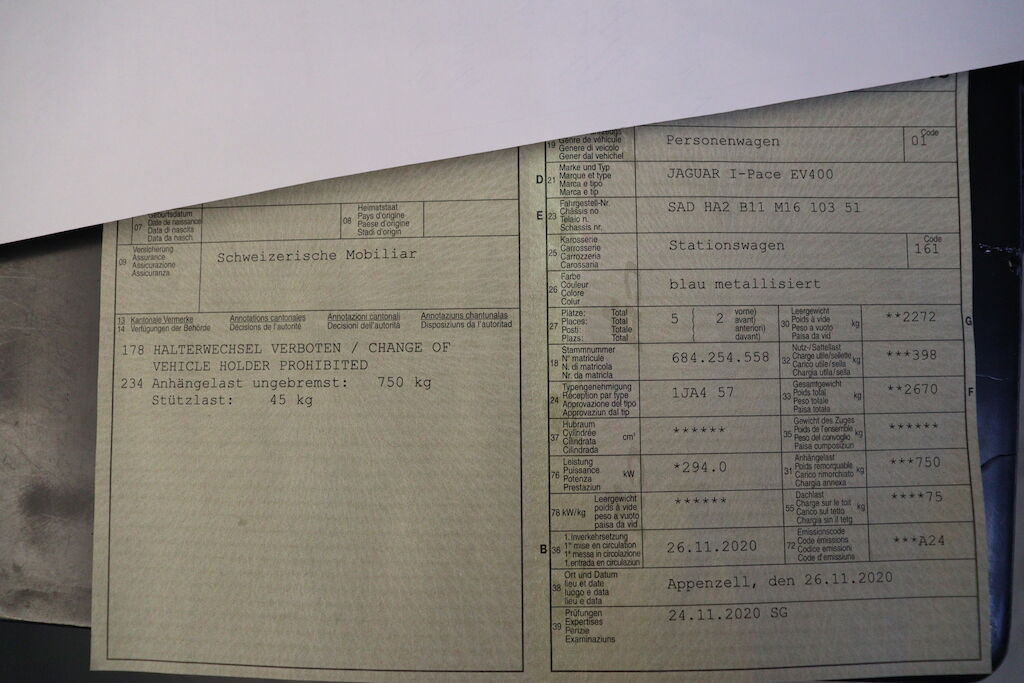 07
Geburtsdatum
Date de naissance
Data di nascita
Data da nasch.
08
Heimatstaat
Pays d'origine
Paese d'origine
Stadi d'origin
09
Versicherung
Assurance
Assicurazione
Assicuranza
Schweizerische Mobiliar
13 Kantonale Vermerke Annotations cantonales Annotazioni cantonali Annotaziuns chantunalas
14 Verfügungen der Behörde Décisions de l'autorité Decisioni dell'autorità Disposiziuns da l'autoritad
178 HALTERWECHSEL VERBOTEN / CHANGE OF
VEHICLE HOLDER PROHIBITED
234 Anhängelast ungebremst: 750 kg
Stützlast: 45 kg
19
Genre de véhicule
Genere di veicolo
Gener dal vehichel
Personenwagen
Code
01
D 21
Marke und Typ
Marque et type
Marca e tipo
Marca e tip
JAGUAR I-Pace EV400
E 23
Fahrgestell-Nr.
Châssis no
Telaio n.
Schassis nr.
SAD HA2 B11 M16 103 51
25
Karosserie
Carrosserie
Carrozzeria
Carossaria
Stationswagen
Code
161
26
Farbe
Couleur
Colore
Colur
blau metallisiert
27
Plätze: Total
Places: Total
Posti: Totale
Plazs: Total
5 ( 2
vorne)
avant)
anteriori)
davant)
30
Leergewicht
Poids à vide
Peso a vuoto
Paisa da vid
kg
**2272
G
18
Stammnummer
N° matricule
N. di matricola
Nr. da matricla
684.254.558
32
Nutz-/Sattellast
Charge utile/sellette
Carico utile/sella
Chargia utila/sella
kg
***398
24
Typengenehmigung
Réception par type
Approvazione del tipo
Approvaziun dal tip
1JA4 57
33
Gesamtgewicht
Poids total
Peso totale
Paisa totala
kg
**2670
F
37
Hubraum
Cylindrée
Cilindrata
Cilindrada
cm³
******
35
Gewicht des Zuges
Poids de l'ensemble
Peso del convoglio
Paisa cumposiziun
kg
******
76
Leistung
Puissance
Potenza
Prestaziun
kW
*294.0
31
Anhängelast
Poids remorquable
Carico rimorchiato
Chargia annexa
kg
***750
78 kW/kg
Leergewicht
poids à vide
peso a vuoto
paisa da vid
******
55
Dachlast
Charge sur le toit
Carico sul tetto
Chargia sin il tetg
kg
****75
B 36
1. Inverkehrsetzung
1re mise en circulation
1a messa in circolazione
1. entrada en circulaziun
26.11.2020
72
Emissionscode
Code émissions
Codice emissioni
Code d'emissiuns
***A24
38
Ort und Datum
lieu et date
luogo e data
lieu e data
Appenzell, den 26.11.2020
39
Prüfungen
Expertises
Perizie
Examinaziuns
24.11.2020 SG